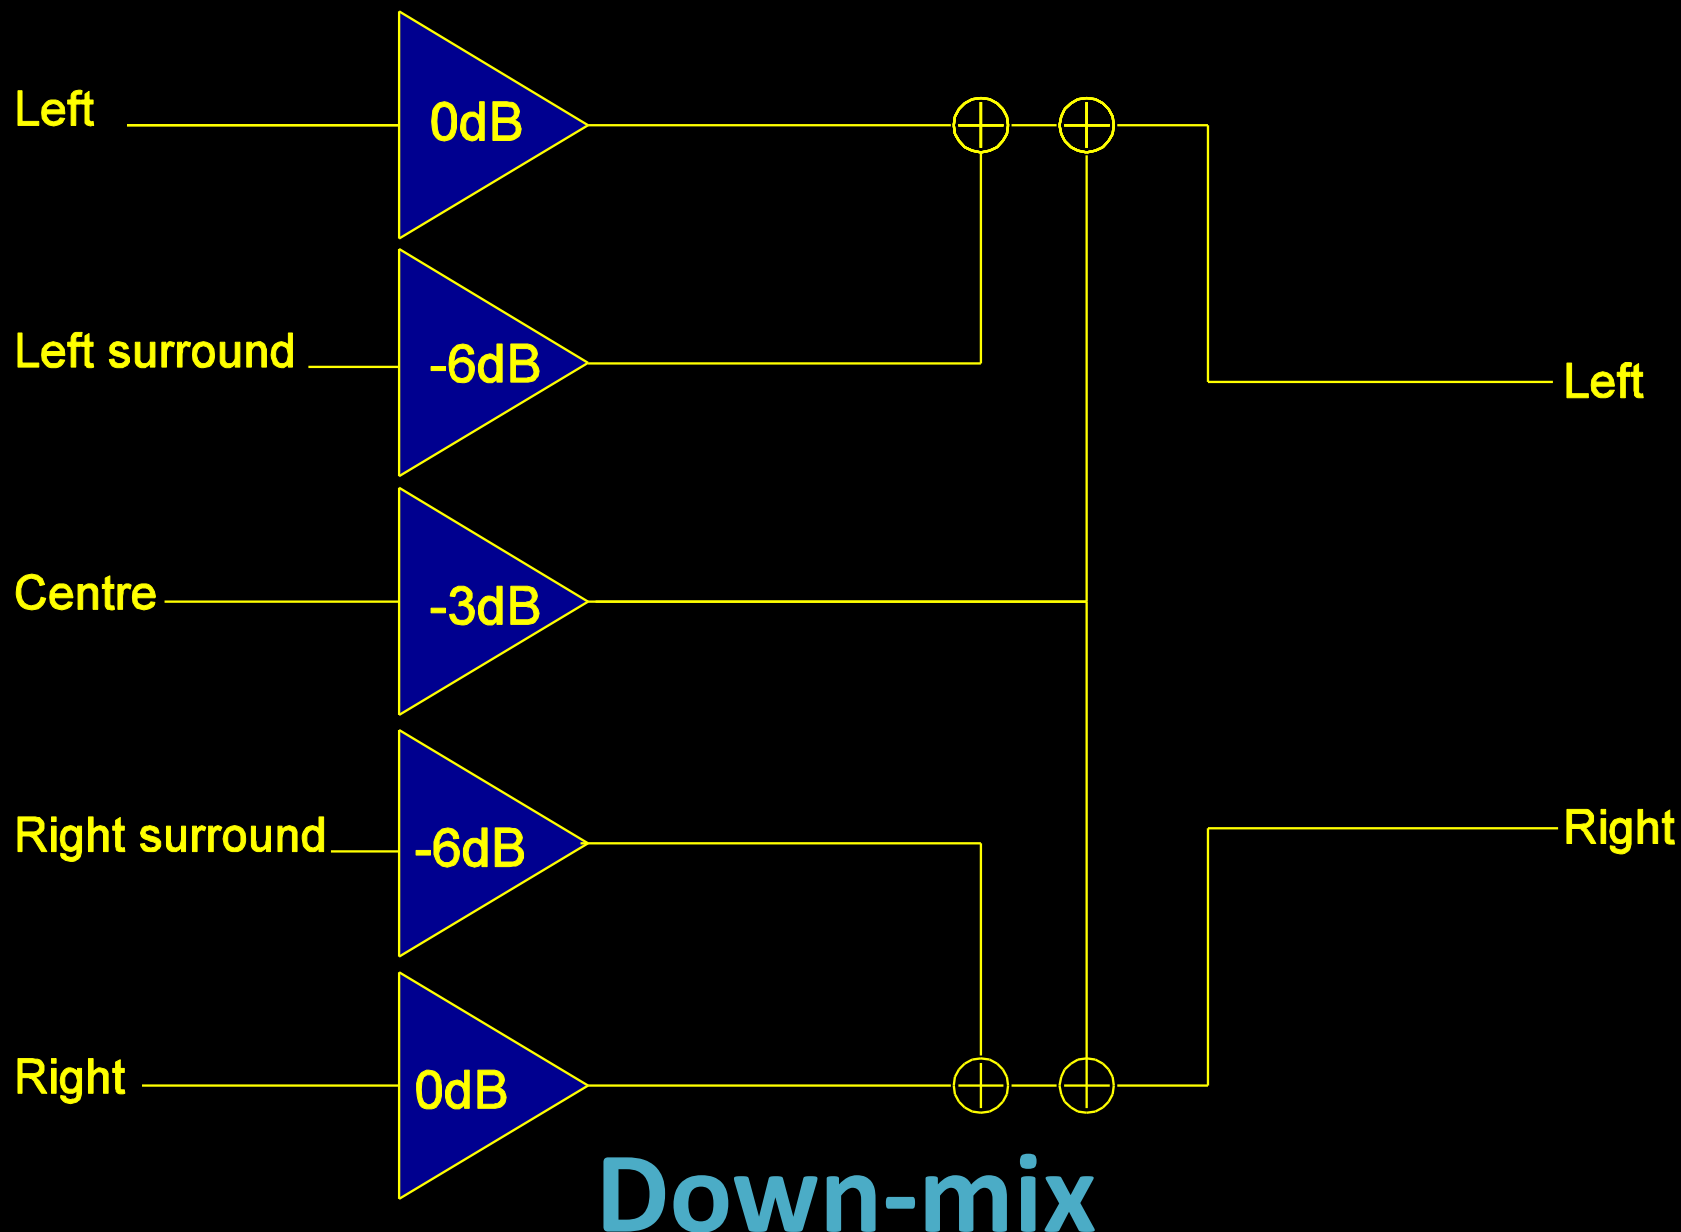 Left
0dB
Left surround
-6dB
Left
Centre
-3dB
Right surround
-6dB
Right
Right
0dB
Down-mix